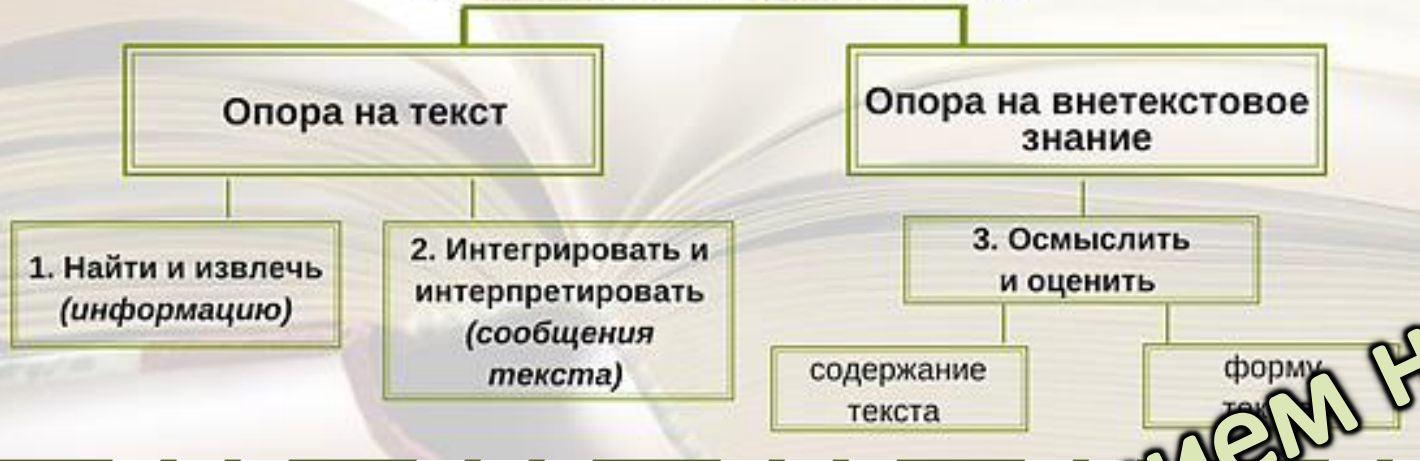 Опора на текст
Опора на внетекстовое
знание
1. Найти и извлечь
(информацию)
2. Интегрировать и
интерпретировать
(сообщения
текста)
3. Осмыслить
и оценить
содержание
текста
форму